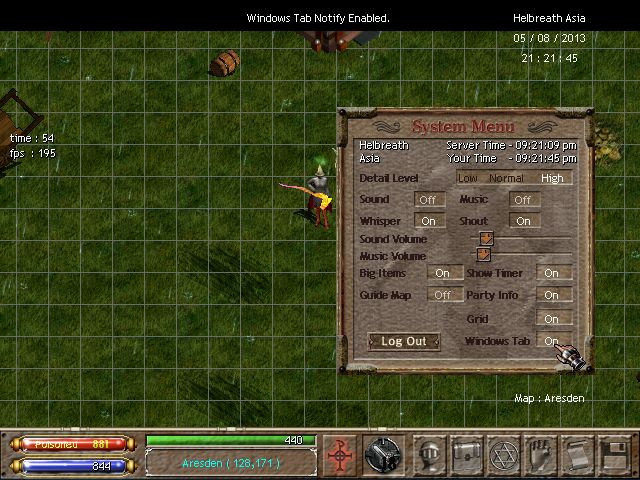 Windows Tab Notify Enabled.
Helbreath Asia
05 / 08 / 2013
21 : 21 : 45
time : 54
fps : 195
System Menu
Helbreath Server Time - 09:21:09 pm
Asia Your Time - 09:21:45 pm
Detail Level Low Normal High
Sound Off Music Off
Whisper On Shout On
Sound Volume
Music Volume
Big Items On Show Timer On
Guide Map Off Party Info On
Grid On
Log Out Windows Tab On
Map : Aresden
Poisoned 881
440
344
Aresden ( 128,171 )